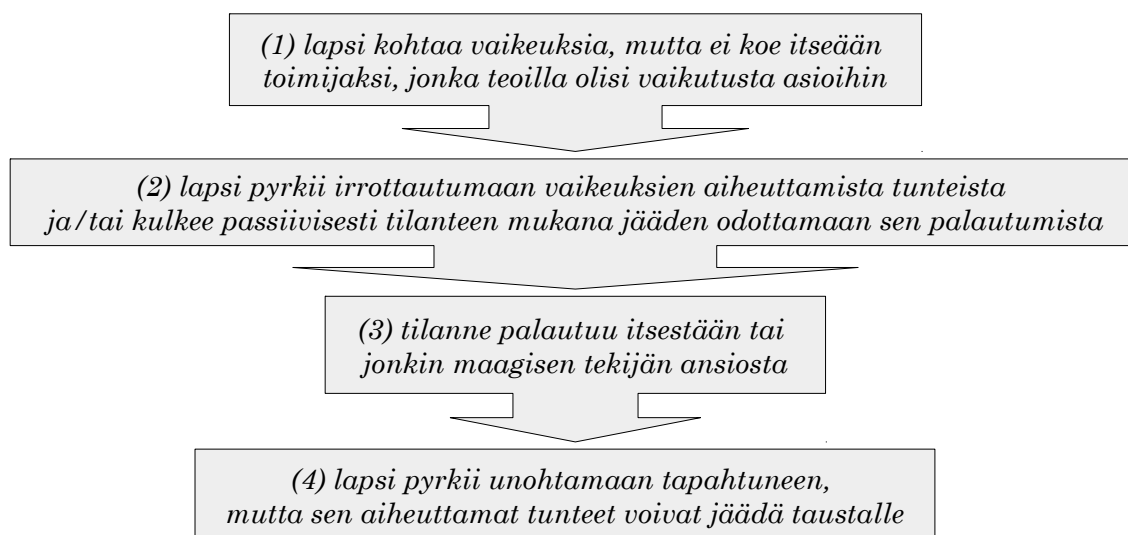 (1) lapsi kohtaa vaikeuksia, mutta ei koe itseään
toimijaksi, jonka teoilla olisi vaikutusta asioihin
(2) lapsi pyrkii irrottautumaan vaikeuksien aiheuttamista tunteista
ja/tai kulkee passiivisesti tilanteen mukana jääden odottamaan sen palautumista
(3) tilanne palautuu itsestään tai
jonkin maagisen tekijän ansiosta
(4) lapsi pyrkii unohtamaan tapahtuneen,
mutta sen aiheuttamat tunteet voivat jäädä taustalle